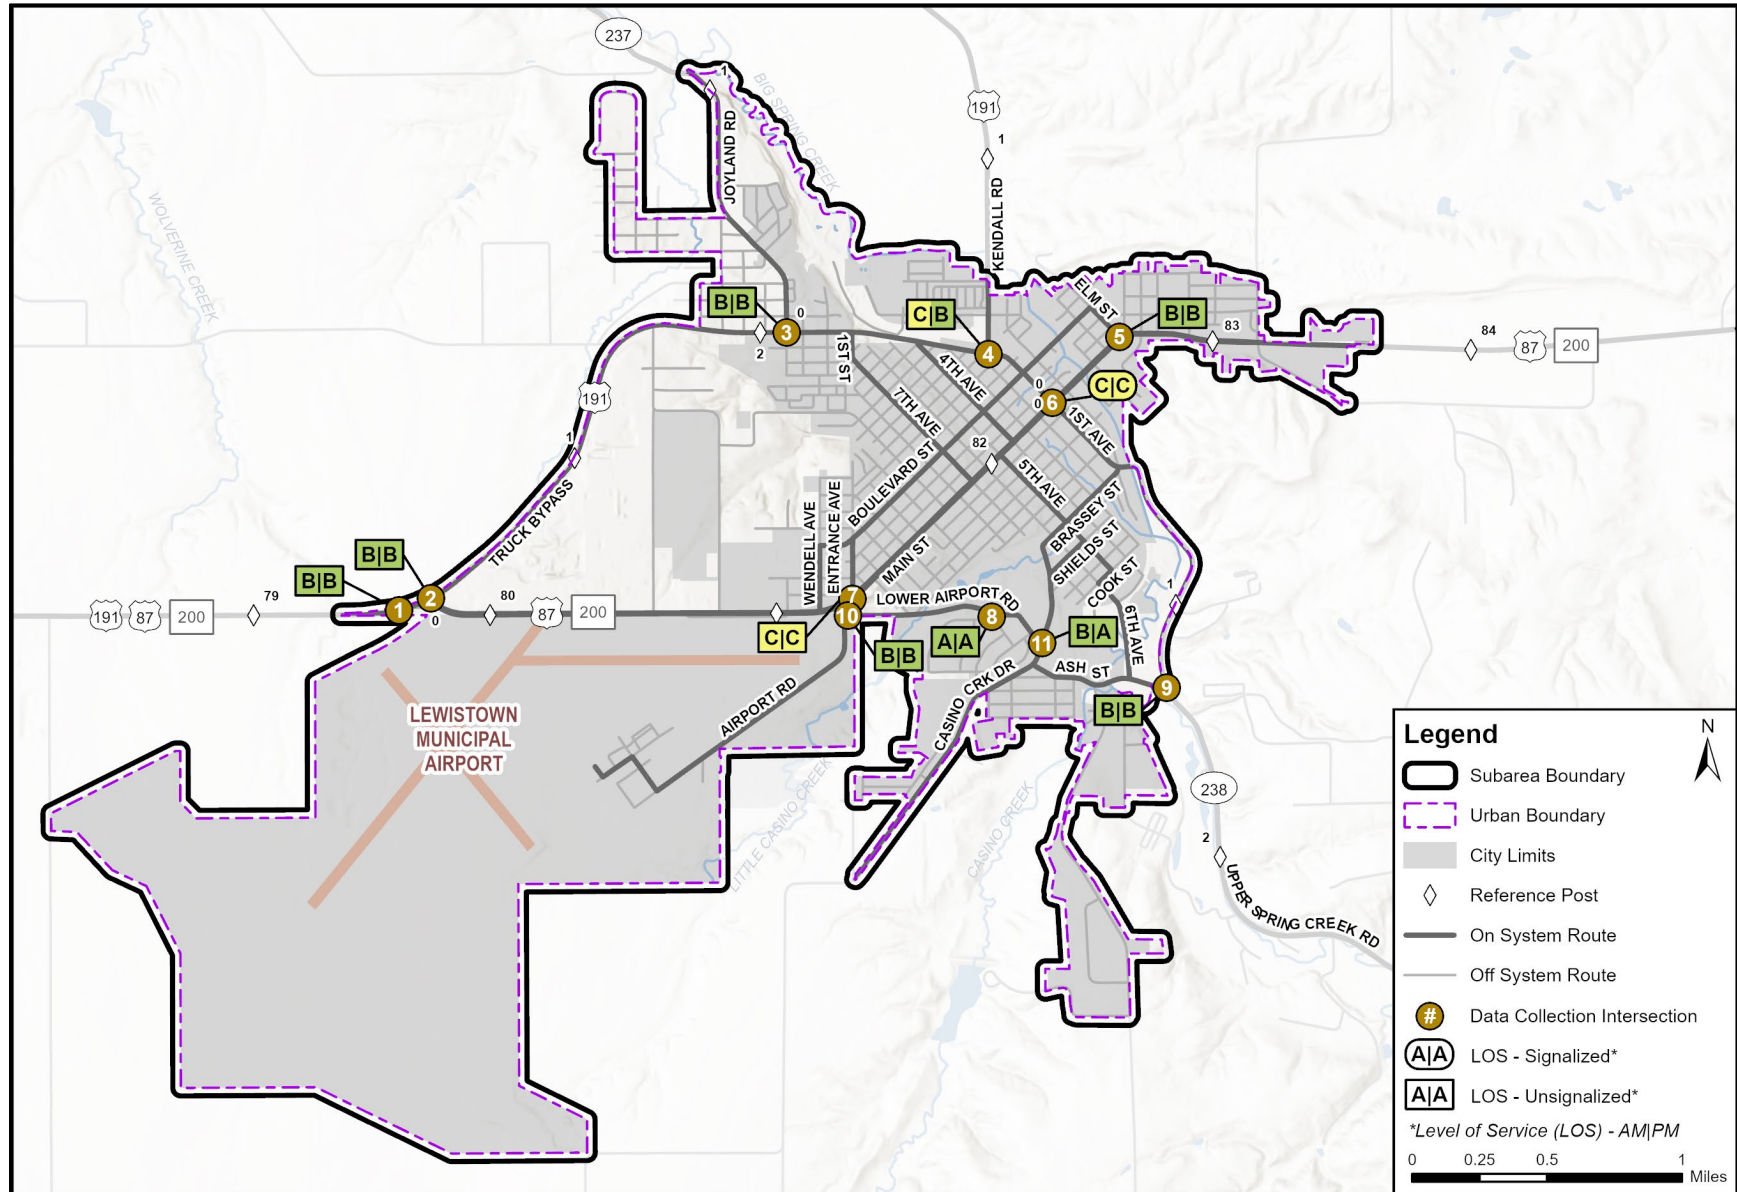 237
1
BIG SPRING CREEK
191
1
JOYLAND RD
KENDALL RD
WOLVERINE CREEK
ELM ST
B|B
0
3
2
C|B
4
B|B
5
83
84
87
200
1ST ST
4TH AVE
0
0
6
C|C
191
7TH AVE
1ST AVE
82
1
BOULEVARD ST
5TH AVE
TRUCK BYPASS
WENDELL AVE
ENTRANCE AVE
MAIN ST
BRASSEY ST
SHIELDS ST
COOK ST
B|B
B|B
79
1
2
0
80
191
87
200
87
200
7
10
LOWER AIRPORT RD
8
1
C|C
A|A
11
B|A
6TH AVE
B|B
ASH ST
9
B|B
CASINO CRK DR
AIRPORT RD
LEWISTOWN
MUNICIPAL
AIRPORT
LITTLE CASINO CREEK
CASINO CREEK
238
2
UPPER SPRING CREEK RD
Legend
N
Subarea Boundary
Urban Boundary
City Limits
Reference Post
On System Route
Off System Route
# Data Collection Intersection
A|A LOS - Signalized*
A|A LOS - Unsignalized*
*Level of Service (LOS) - AM|PM
0 0.25 0.5 1
Miles